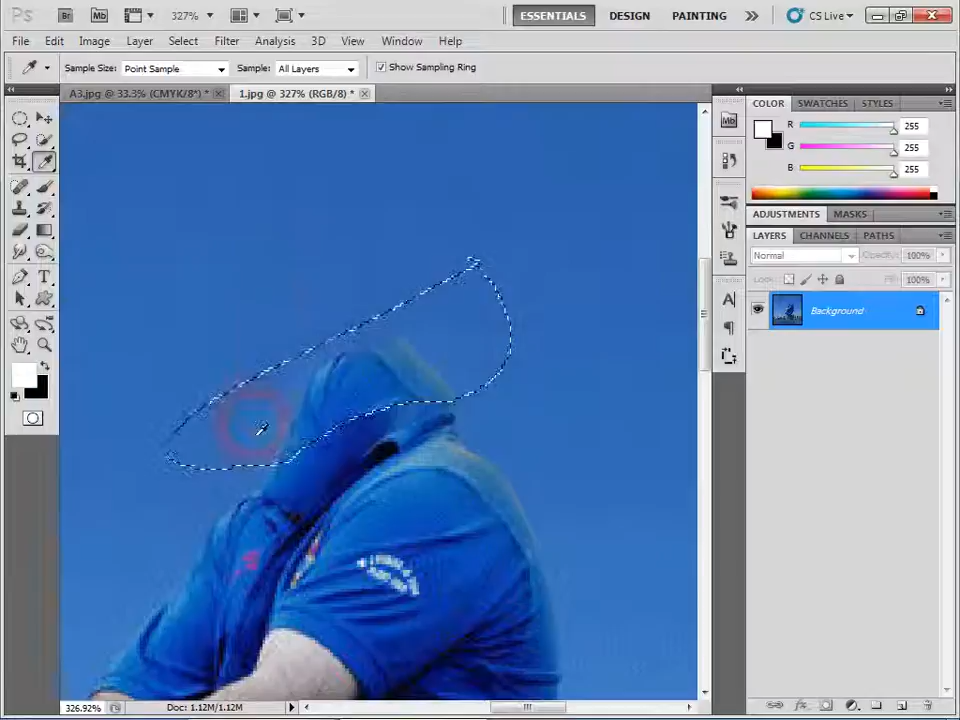 Ps Br Mb 327% ESSENTIALS DESIGN PAINTING CS Live
File Edit Image Layer Select Filter Analysis 3D View Window Help
Sample Size: Point Sample Sample: All Layers Show Sampling Ring
A3.jpg @ 33.3% (CMYK/8*) * 1.jpg @ 327% (RGB/8) *
COLOR SWATCHES STYLES
R 255
G 255
B 255
ADJUSTMENTS MASKS
LAYERS CHANNELS PATHS
Normal Opacity: 100%
Lock: Fill: 100%
Background
326.92% Doc: 1.12M/1.12M